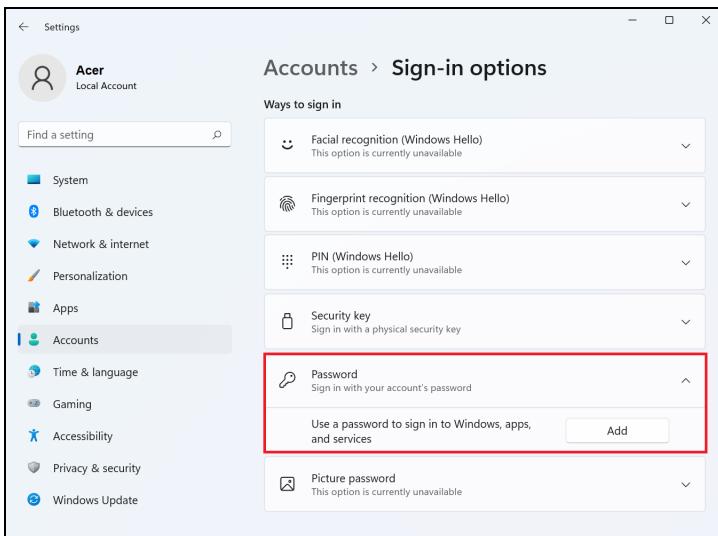 Settings
Acer
Local Account
Find a setting
System
Bluetooth & devices
Network & internet
Personalization
Apps
Accounts
Time & language
Gaming
Accessibility
Privacy & security
Windows Update
Accounts > Sign-in options
Ways to sign in
Facial recognition (Windows Hello)
This option is currently unavailable
Fingerprint recognition (Windows Hello)
This option is currently unavailable
PIN (Windows Hello)
This option is currently unavailable
Security key
Sign in with a physical security key
Password
Sign in with your account's password
Use a password to sign in to Windows, apps,
and services
Add
Picture password
This option is currently unavailable